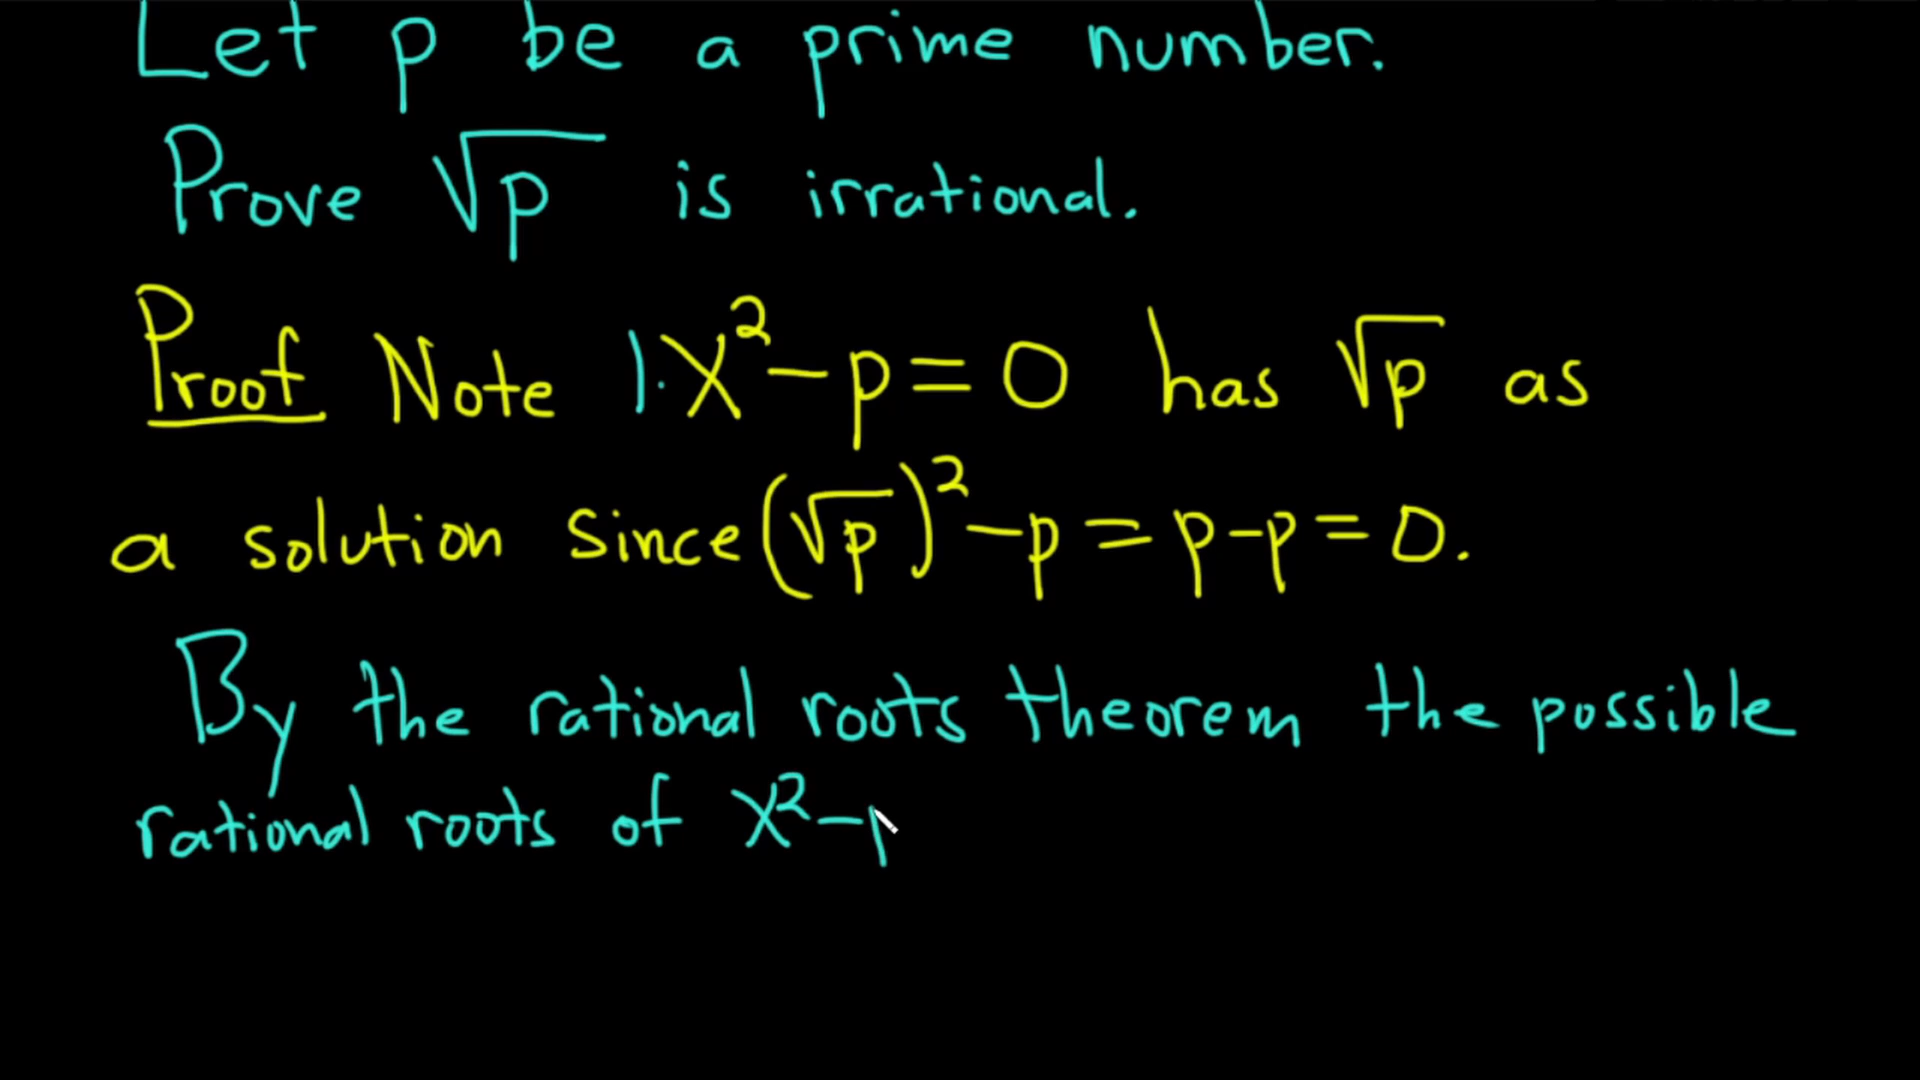 Let p be a prime number.
Prove √p is irrational.
Proof Note 1·x²-p=0 has √p as
a solution since (√p)²-p=p-p=0.
By the rational roots theorem the possible
rational roots of x²-